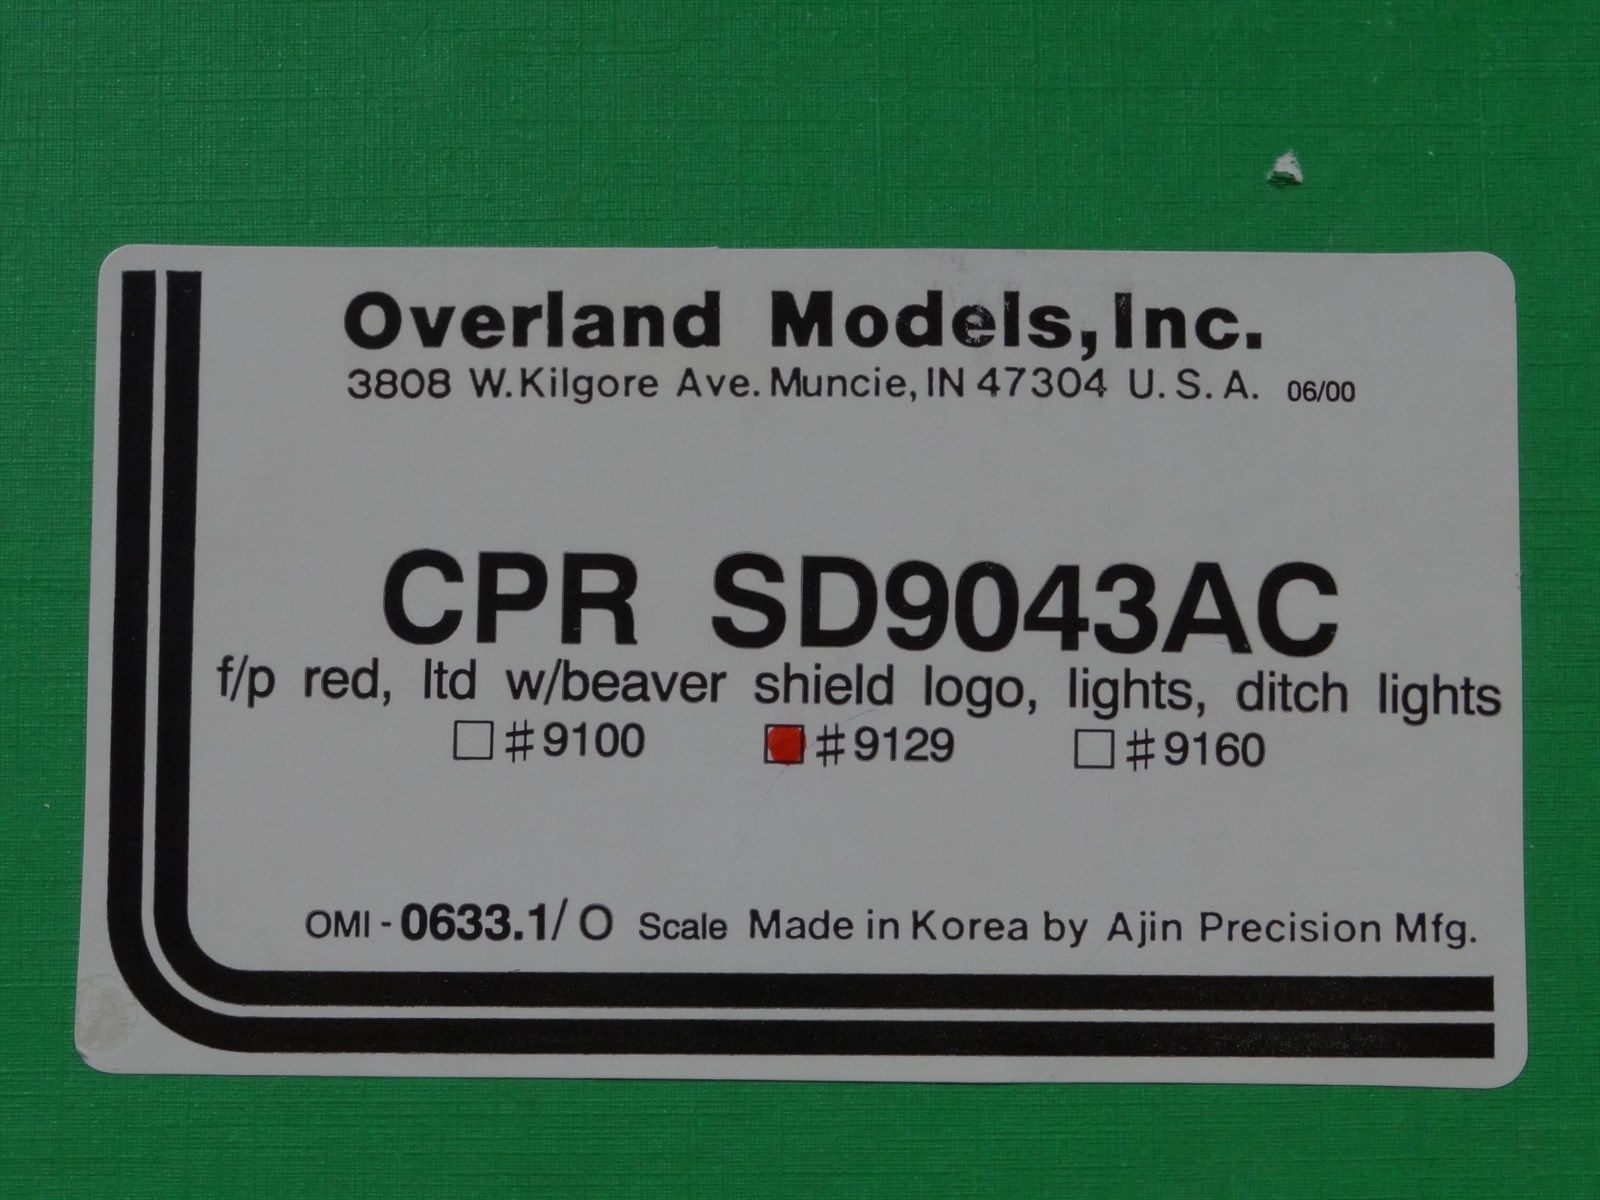 Overland Models, Inc.
3808 W. Kilgore Ave. Muncie, IN 47304 U. S. A. 06/00
CPR SD9043AC
f/p red, ltd w/beaver shield logo, lights, ditch lights
#9100 #9129 #9160
OMI - 0633.1/ O Scale Made in Korea by Ajin Precision Mfg.